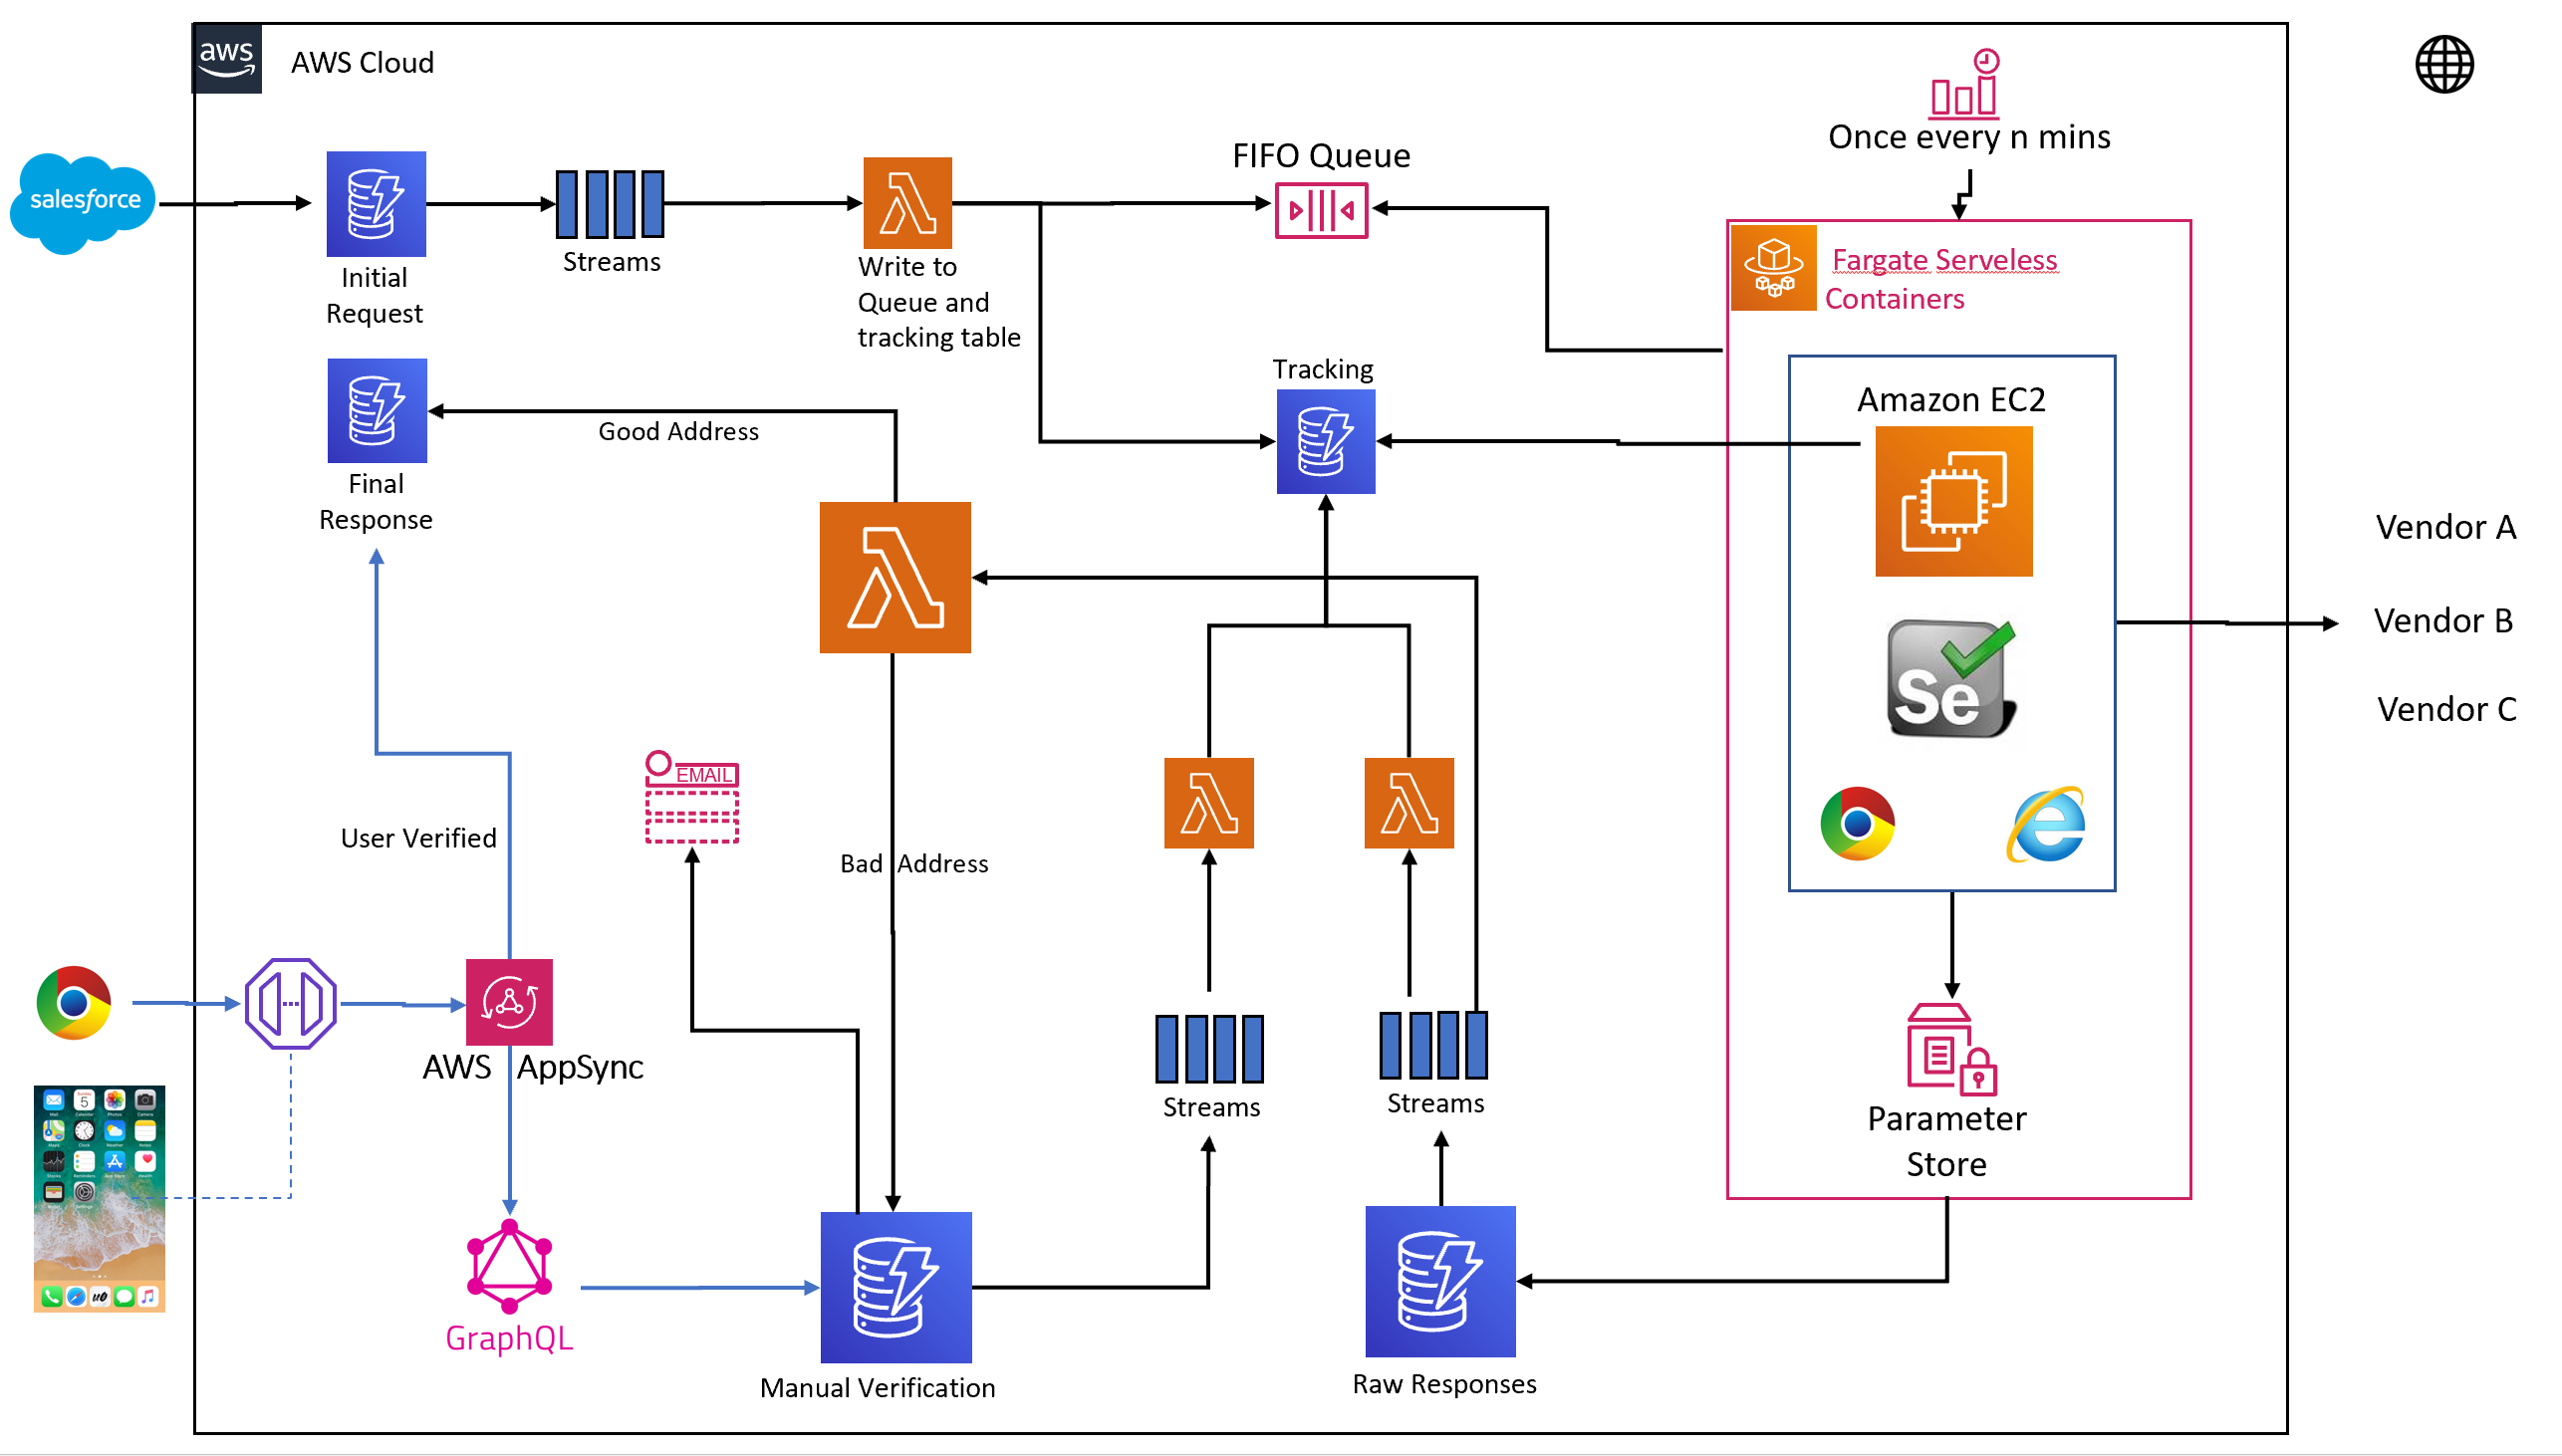 aws
AWS Cloud
Once every n mins
FIFO Queue
salesforce
Streams
Initial
Request
Write to
Queue and
tracking table
Fargate Serveless
Containers
Tracking
Amazon EC2
Good Address
Final
Response
Vendor A
Vendor B
Se
Vendor C
EMAIL
User Verified
Bad Address
AWS AppSync
Streams
Streams
Parameter
Store
GraphQL
Manual Verification
Raw Responses